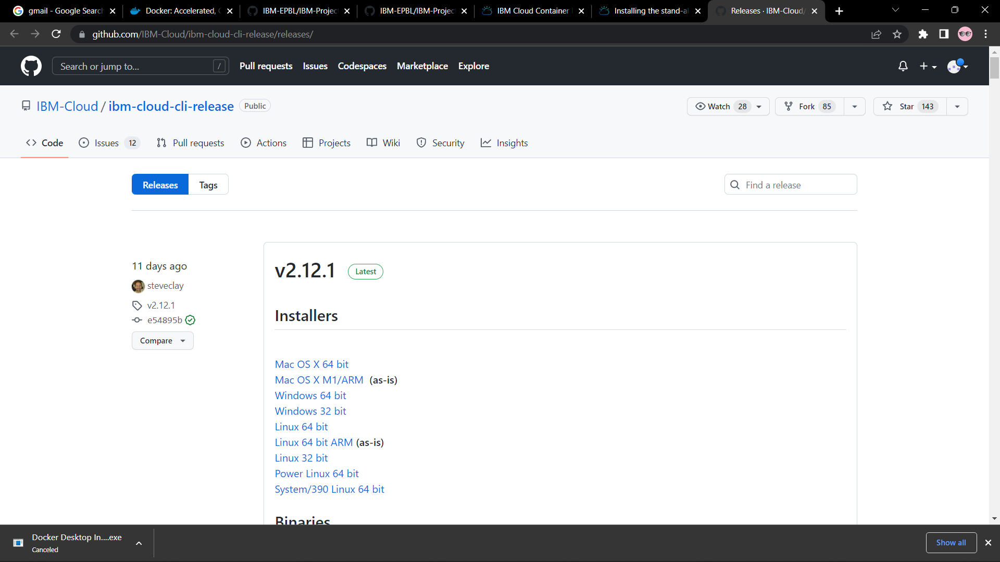 gmail - Google Search
Docker: Accelerated,
IBM-EPBL/IBM-Project
IBM-EPBL/IBM-Project
IBM Cloud Container
Installing the stand-al
Releases · IBM-Cloud/
github.com/IBM-Cloud/ibm-cloud-cli-release/releases/
Search or jump to...
/
Pull requests
Issues
Codespaces
Marketplace
Explore
IBM-Cloud / ibm-cloud-cli-release
Public
Watch 28
Fork 85
Star 143
Code
Issues 12
Pull requests
Actions
Projects
Wiki
Security
Insights
Releases
Tags
Find a release
11 days ago
steveclay
v2.12.1
e54895b
Compare
v2.12.1
Latest
Installers
Mac OS X 64 bit
Mac OS X M1/ARM (as-is)
Windows 64 bit
Windows 32 bit
Linux 64 bit
Linux 64 bit ARM (as-is)
Linux 32 bit
Power Linux 64 bit
System/390 Linux 64 bit
Binaries
Docker Desktop In....exe
Canceled
Show all